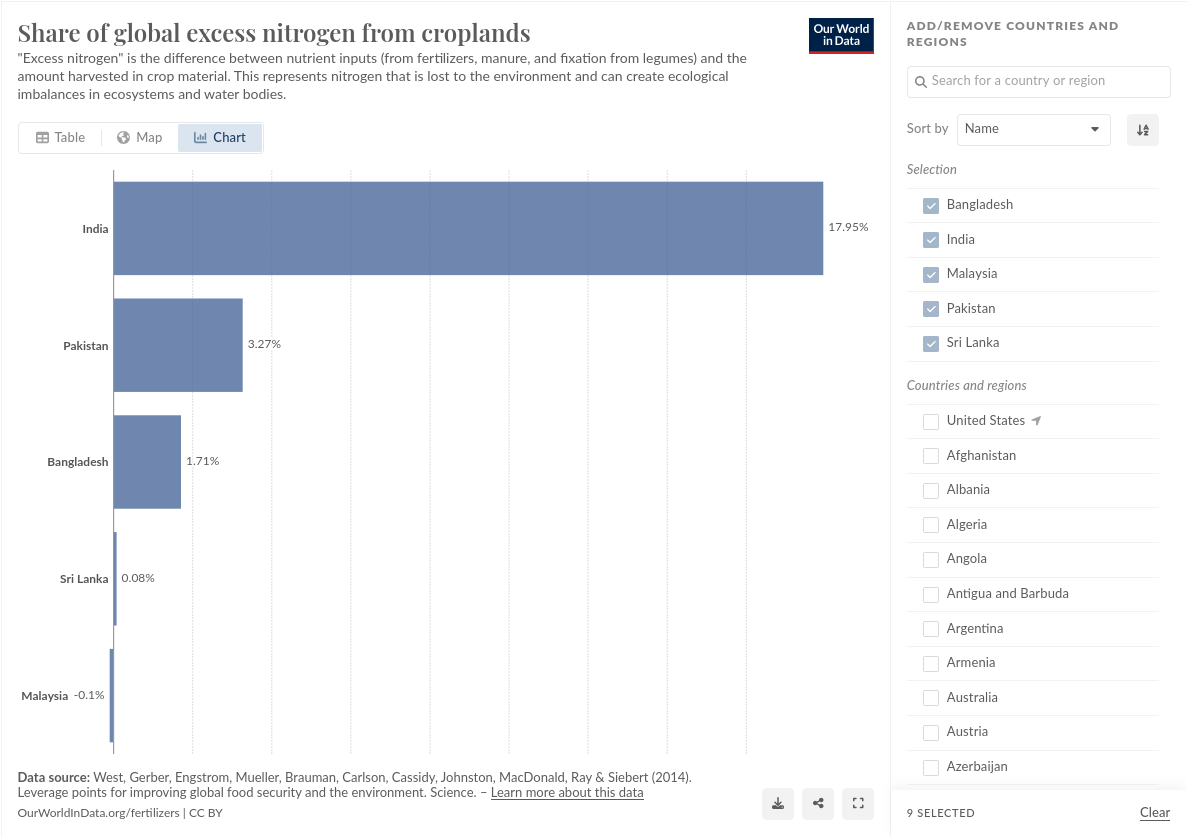 Share of global excess nitrogen from croplands
"Excess nitrogen" is the difference between nutrient inputs (from fertilizers, manure, and fixation from legumes) and the
amount harvested in crop material. This represents nitrogen that is lost to the environment and can create ecological
imbalances in ecosystems and water bodies.
Our World
in Data
Table
Map
Chart
India
17.95%
Pakistan
3.27%
Bangladesh
1.71%
Sri Lanka
0.08%
Malaysia
-0.1%
Data source: West, Gerber, Engstrom, Mueller, Brauman, Carlson, Cassidy, Johnston, MacDonald, Ray & Siebert (2014).
Leverage points for improving global food security and the environment. Science. – Learn more about this data
OurWorldInData.org/fertilizers | CC BY
ADD/REMOVE COUNTRIES AND
REGIONS
Search for a country or region
Sort by
Name
Selection
Bangladesh
India
Malaysia
Pakistan
Sri Lanka
Countries and regions
United States
Afghanistan
Albania
Algeria
Angola
Antigua and Barbuda
Argentina
Armenia
Australia
Austria
Azerbaijan
9 SELECTED
Clear